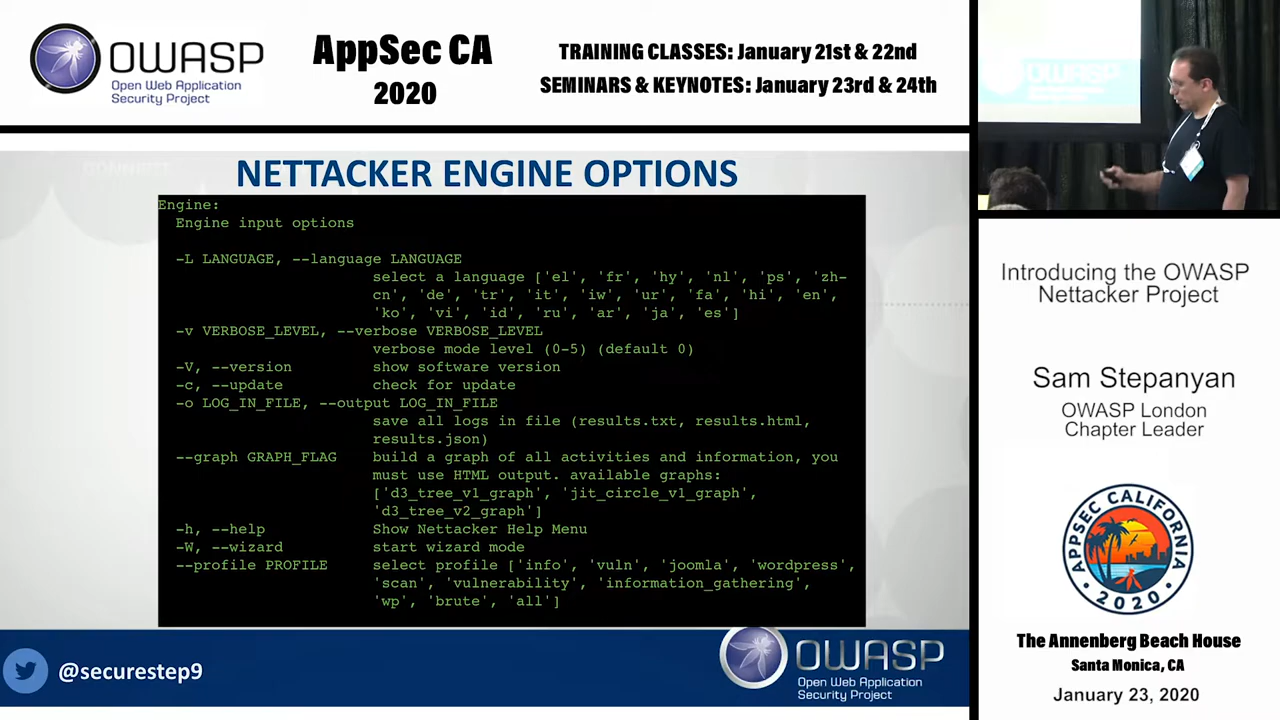 OWASP
Open Web Application
Security Project
AppSec CA
2020
TRAINING CLASSES: January 21st & 22nd
SEMINARS & KEYNOTES: January 23rd & 24th
NETTACKER ENGINE OPTIONS
Engine:
Engine input options
-L LANGUAGE, --language LANGUAGE
select a language ['el', 'fr', 'hy', 'nl', 'ps', 'zh-
cn', 'de', 'tr', 'it', 'iw', 'ur', 'fa', 'hi', 'en',
'ko', 'vi', 'id', 'ru', 'ar', 'ja', 'es']
-v VERBOSE_LEVEL, --verbose VERBOSE_LEVEL
verbose mode level (0-5) (default 0)
-V, --version show software version
-c, --update check for update
-o LOG_IN_FILE, --output LOG_IN_FILE
save all logs in file (results.txt, results.html,
results.json)
--graph GRAPH_FLAG build a graph of all activities and information, you
must use HTML output. available graphs:
['d3_tree_v1_graph', 'jit_circle_v1_graph',
'd3_tree_v2_graph']
-h, --help Show Nettacker Help Menu
-W, --wizard start wizard mode
--profile PROFILE select profile ['info', 'vuln', 'joomla', 'wordpress',
'scan', 'vulnerability', 'information_gathering',
'wp', 'brute', 'all']
@securestep9
OWASP
Open Web Application
Security Project
OWASP
Introducing the OWASP
Nettacker Project
Sam Stepanyan
OWASP London
Chapter Leader
APPSEC CALIFORNIA
2020
The Annenberg Beach House
Santa Monica, CA
January 23, 2020